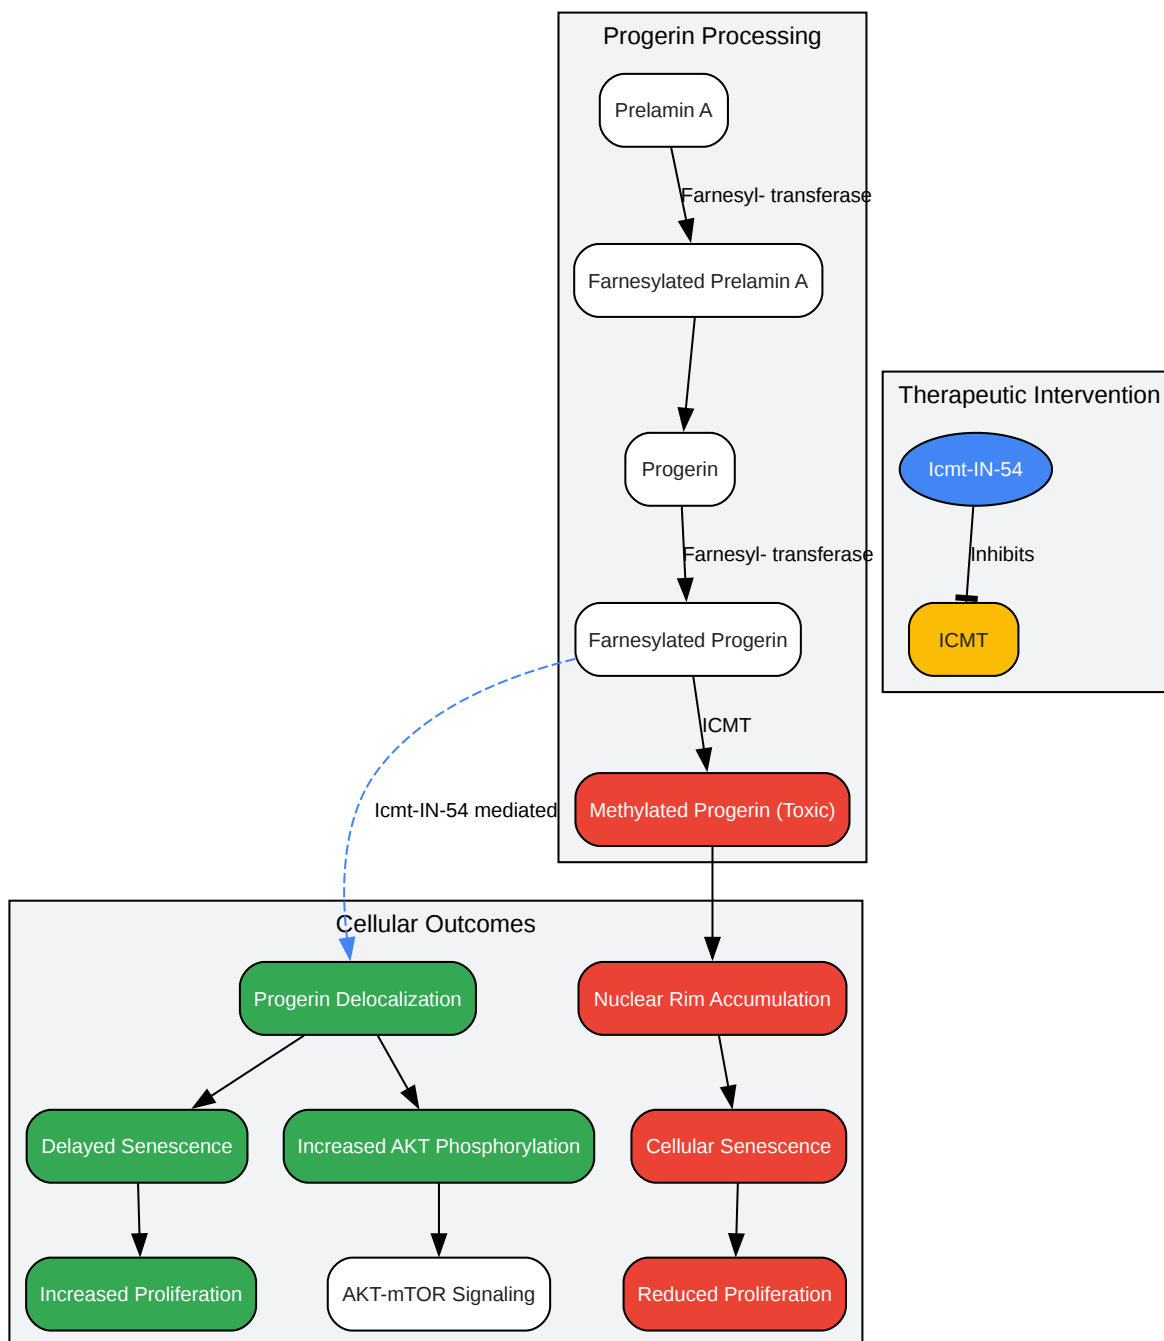 Progerin Processing
Prelamin A
Farnesyl- transferase
Farnesylated Prelamin A
Progerin
Farnesyl- transferase
Farnesylated Progerin
ICMT
Methylated Progerin (Toxic)
Therapeutic Intervention
Icmt-IN-54
Inhibits
ICMT
Icmt-IN-54 mediated
Cellular Outcomes
Progerin Delocalization
Nuclear Rim Accumulation
Delayed Senescence
Increased AKT Phosphorylation
Cellular Senescence
Increased Proliferation
AKT-mTOR Signaling
Reduced Proliferation